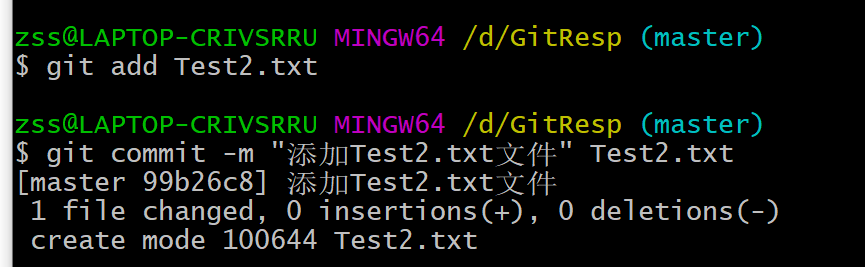 zss@LAPTOP-CRIVSRRU MINGW64 /d/GitResp (master)
$ git add Test2.txt
zss@LAPTOP-CRIVSRRU MINGW64 /d/GitResp (master)
$ git commit -m "添加Test2.txt文件" Test2.txt
[master 99b26c8] 添加Test2.txt文件
1 file changed, 0 insertions(+), 0 deletions(-)
create mode 100644 Test2.txt